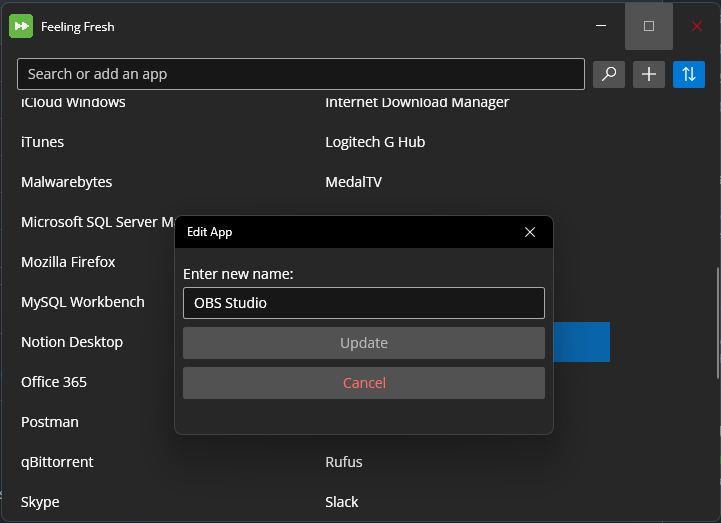 Feeling Fresh
Search or add an app
iCloud Windows
Internet Download Manager
iTunes
Logitech G Hub
Malwarebytes
MedalTV
Microsoft SQL Server
Mozilla Firefox
MySQL Workbench
Notion Desktop
Office 365
Postman
qBittorrent
Rufus
Skype
Slack
Edit App
Enter new name:
OBS Studio
Update
Cancel